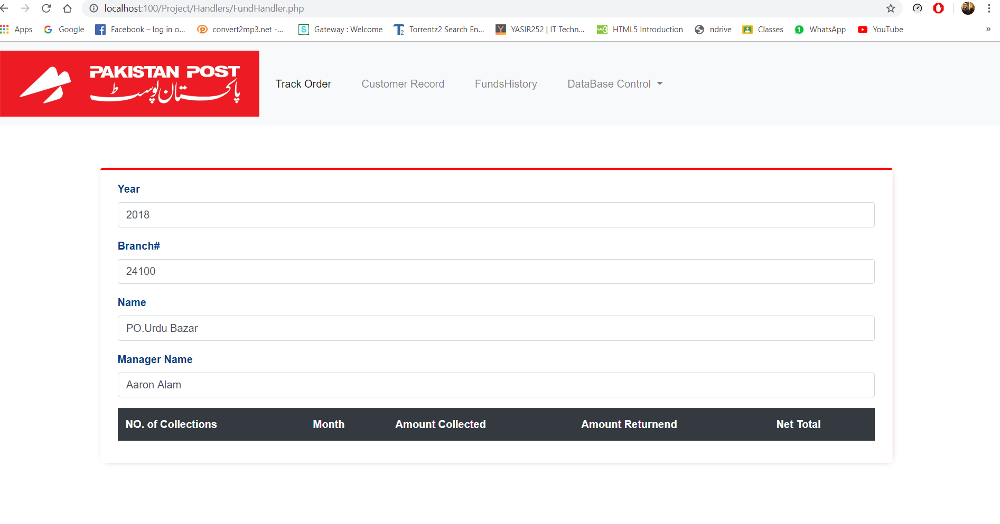 localhost:100/Project/Handlers/FundHandler.php
Apps Google Facebook – log in o... convert2mp3.net -... S Gateway : Welcome T2 Torrentz2 Search En... Y YASIR252 | IT Techn... w3 HTML5 Introduction ndrive Classes 1 WhatsApp YouTube »
PAKISTAN POST
پاکستان پوسٹ
Track Order Customer Record FundsHistory DataBase Control
Year
2018
Branch#
24100
Name
PO.Urdu Bazar
Manager Name
Aaron Alam
NO. of Collections Month Amount Collected Amount Returnend Net Total